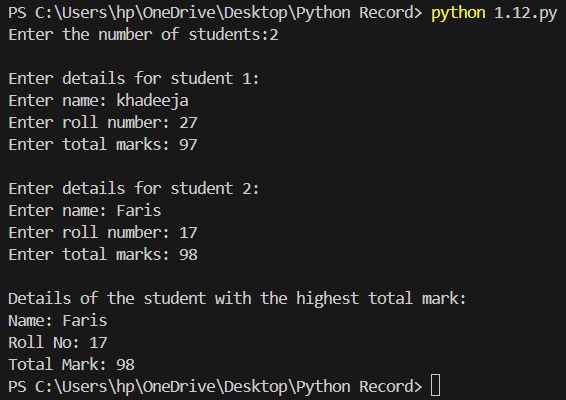 PS C:\Users\hp\OneDrive\Desktop\Python Record> python 1.12.py
Enter the number of students:2
Enter details for student 1:
Enter name: khadeeja
Enter roll number: 27
Enter total marks: 97
Enter details for student 2:
Enter name: Faris
Enter roll number: 17
Enter total marks: 98
Details of the student with the highest total mark:
Name: Faris
Roll No: 17
Total Mark: 98
PS C:\Users\hp\OneDrive\Desktop\Python Record>